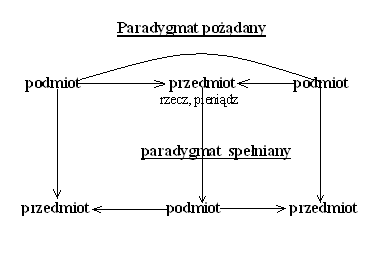 Paradygmat pożądany
podmiot przedmiot podmiot
rzecz, pieniądz
paradygmat spełniany
przedmiot podmiot przedmiot